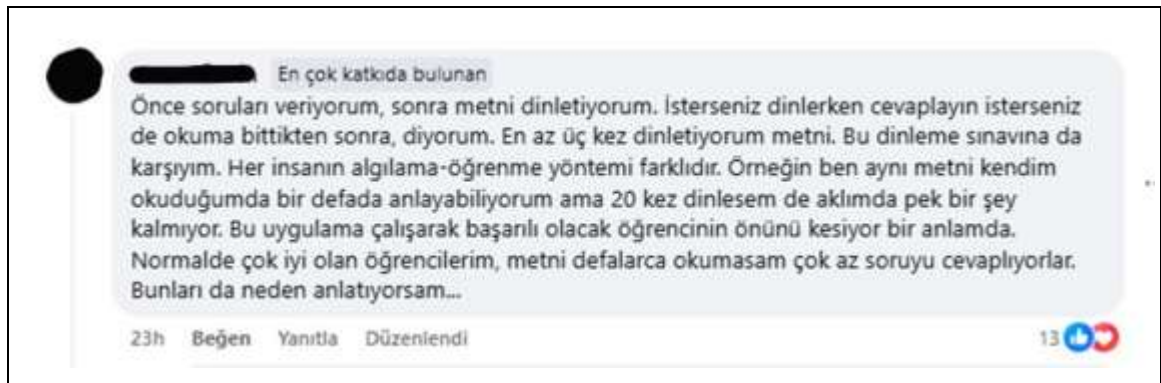 En çok katkıda bulunan
Önce soruları veriyorum, sonra metni dinletiyorum. İsterseniz dinlerken cevaplayın isterseniz
de okuma bittikten sonra, diyorum. En az üç kez dinletiyorum metni. Bu dinleme sınavına da
karşıyım. Her insanın algılama-öğrenme yöntemi farklıdır. Örneğin ben aynı metni kendim
okuduğumda bir defada anlayabiliyorum ama 20 kez dinlesem de aklımda pek bir şey
kalmıyor. Bu uygulama çalışarak başarılı olacak öğrencinin önünü kesiyor bir anlamda.
Normalde çok iyi olan öğrencilerim, metni defalarca okumasam çok az soruyu cevaplıyorlar.
Bunları da neden anlatıyorsam...
23h Beğen Yanıtla Düzenlendi 13